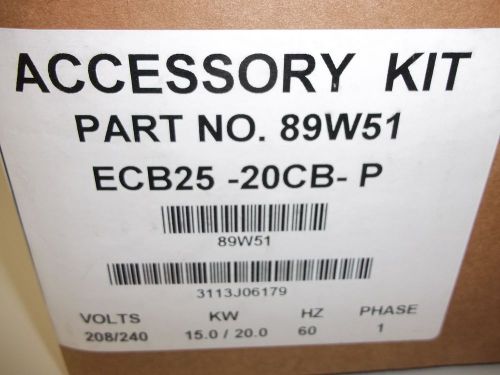 ACCESSORY KIT
PART NO. 89W51
ECB25 -20CB- P
89W51
3113J06179
VOLTS KW HZ PHASE
208/240 15.0 / 20.0 60 1